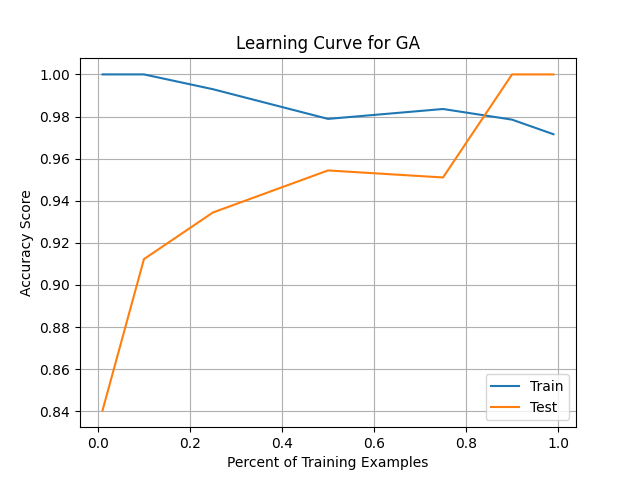 Learning Curve for GA
1.00
0.98
0.96
0.94
0.92
0.90
0.88
0.86
0.84
Accuracy Score
Train
Test
0.0 0.2 0.4 0.6 0.8 1.0
Percent of Training Examples